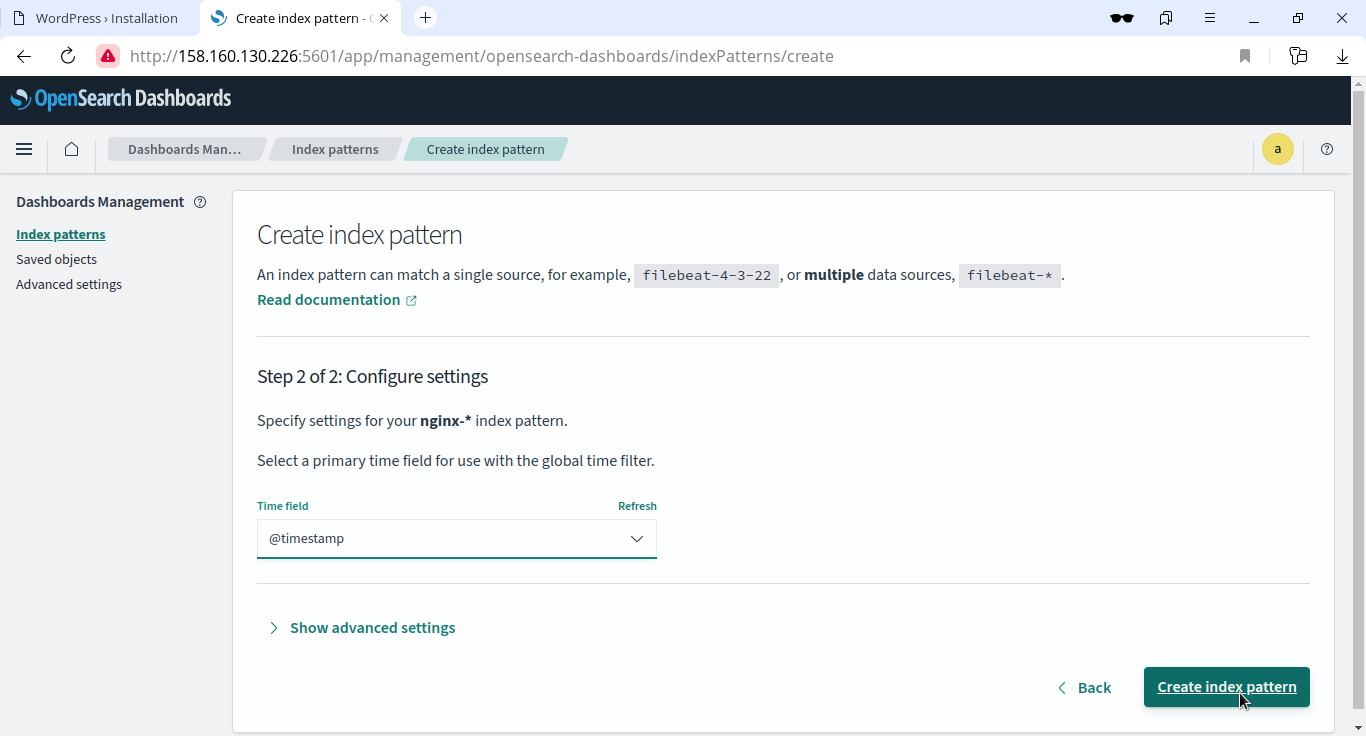 WordPress › Installation
Create index pattern - 
http://158.160.130.226:5601/app/management/opensearch-dashboards/indexPatterns/create
OpenSearch Dashboards
Dashboards Man...
Index patterns
Create index pattern
a
Dashboards Management
Index patterns
Saved objects
Advanced settings
Create index pattern
An index pattern can match a single source, for example, filebeat-4-3-22 , or multiple data sources, filebeat-* .
Read documentation
Step 2 of 2: Configure settings
Specify settings for your nginx-* index pattern.
Select a primary time field for use with the global time filter.
Time field
Refresh
@timestamp
Show advanced settings
Back
Create index pattern